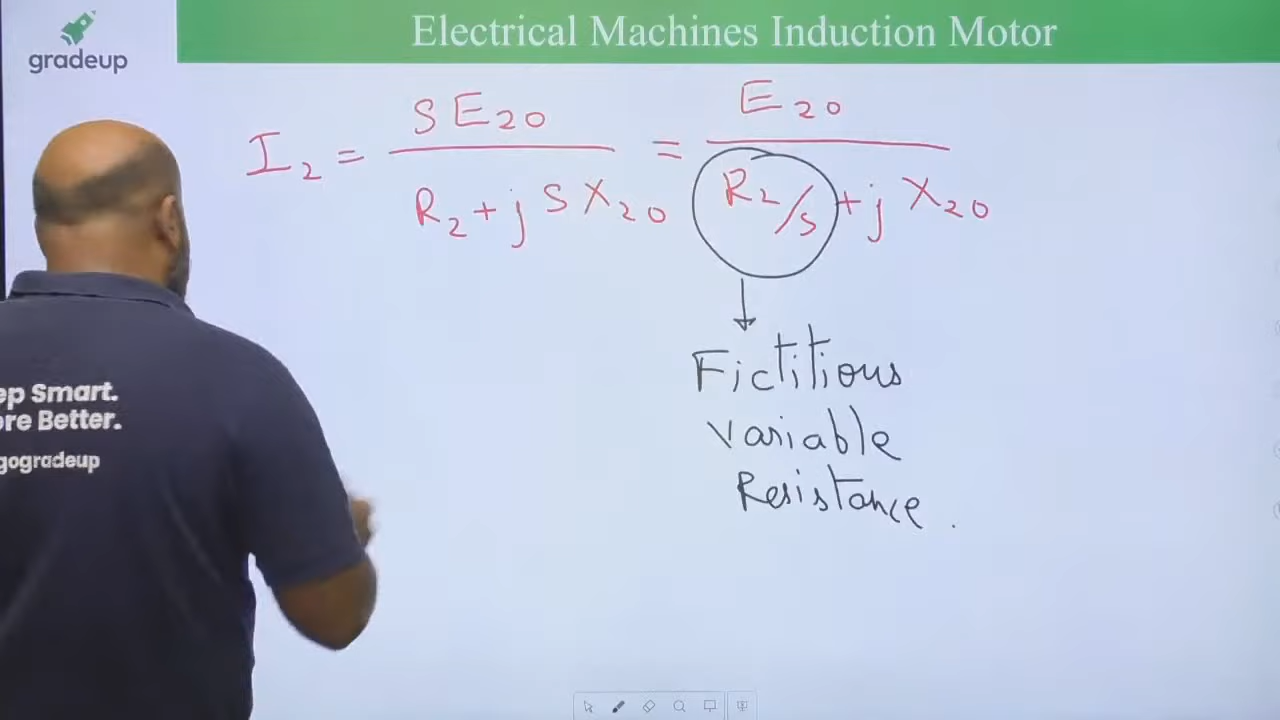 gradeup
Electrical Machines Induction Motor
I₂ = SE₂₀ / (R₂ + j S X₂₀) = E₂₀ / (R₂/s + j X₂₀)
Fictitious
Variable
Resistance.
ep Smart.
ore Better.
gogradeup